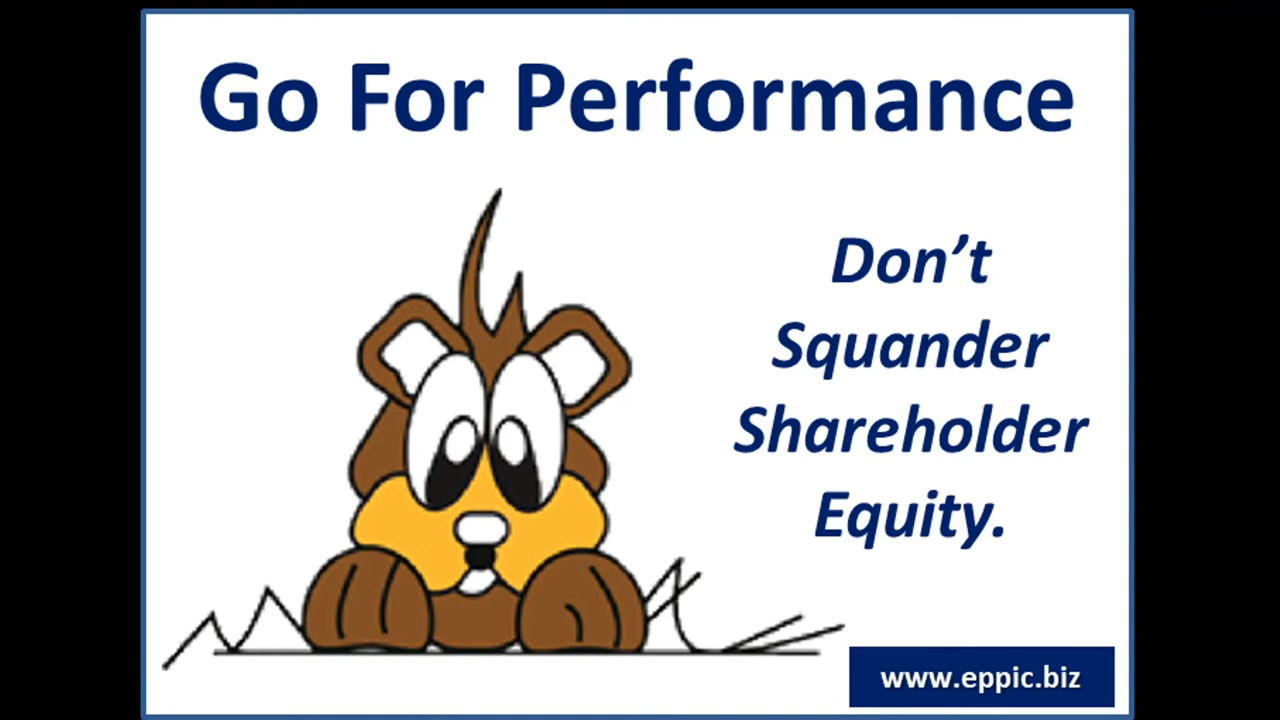 Go For Performance
Don’t
Squander
Shareholder
Equity.
www.eppic.biz